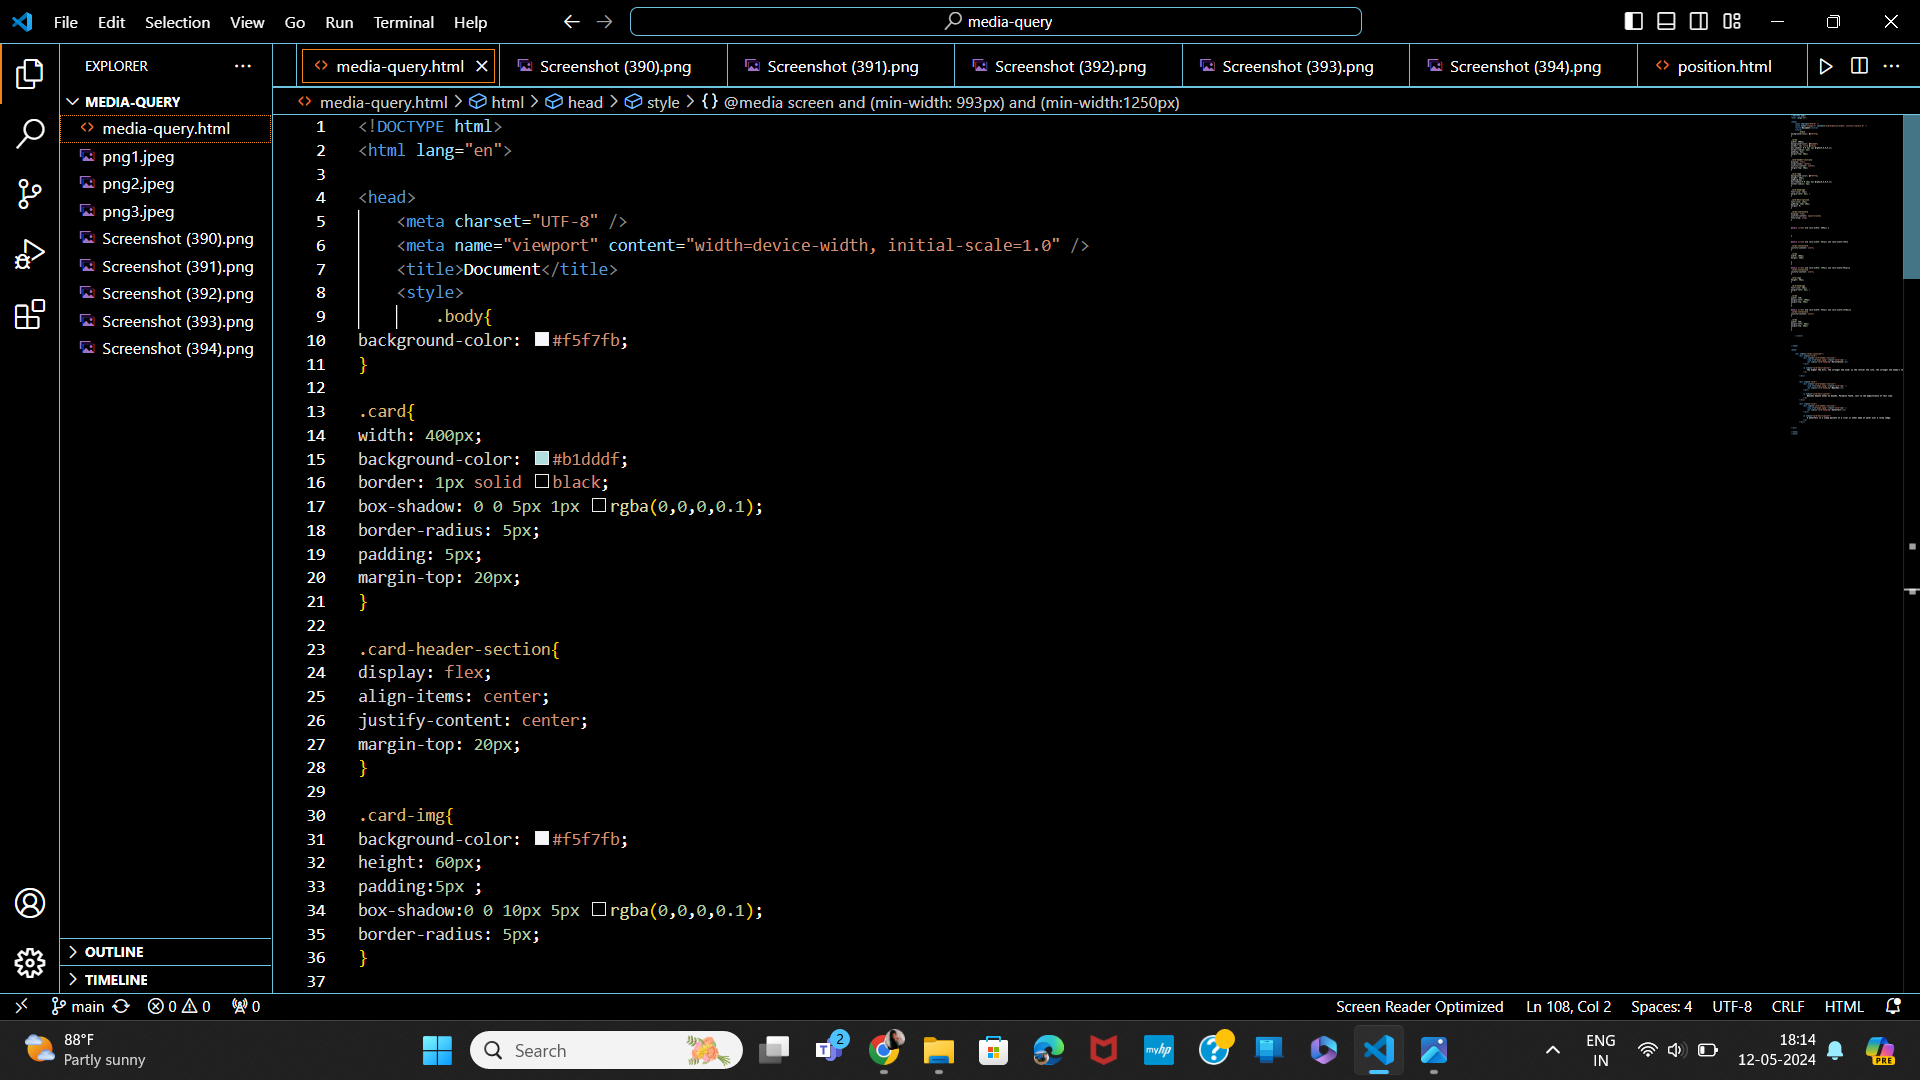 File Edit Selection View Go Run Terminal Help
media-query
EXPLORER
media-query.html
Screenshot (390).png
Screenshot (391).png
Screenshot (392).png
Screenshot (393).png
Screenshot (394).png
position.html
MEDIA-QUERY
media-query.html
png1.jpeg
png2.jpeg
png3.jpeg
Screenshot (390).png
Screenshot (391).png
Screenshot (392).png
Screenshot (393).png
Screenshot (394).png
OUTLINE
TIMELINE
media-query.html > html > head > style > {} @media screen and (min-width: 993px) and (min-width:1250px)
1 <!DOCTYPE html>
2 <html lang="en">
3
4 <head>
5 <meta charset="UTF-8" />
6 <meta name="viewport" content="width=device-width, initial-scale=1.0" />
7 <title>Document</title>
8 <style>
9 .body{
10 background-color: #f5f7fb;
11 }
12
13 .card{
14 width: 400px;
15 background-color: #b1dddf;
16 border: 1px solid black;
17 box-shadow: 0 0 5px 1px rgba(0,0,0,0.1);
18 border-radius: 5px;
19 padding: 5px;
20 margin-top: 20px;
21 }
22
23 .card-header-section{
24 display: flex;
25 align-items: center;
26 justify-content: center;
27 margin-top: 20px;
28 }
29
30 .card-img{
31 background-color: #f5f7fb;
32 height: 60px;
33 padding:5px ;
34 box-shadow:0 0 10px 5px rgba(0,0,0,0.1);
35 border-radius: 5px;
36 }
37
main 0 0 0
Screen Reader Optimized Ln 108, Col 2 Spaces: 4 UTF-8 CRLF HTML
88°F
Partly sunny
Search
2
myhp
ENG
IN
18:14
12-05-2024
PRE